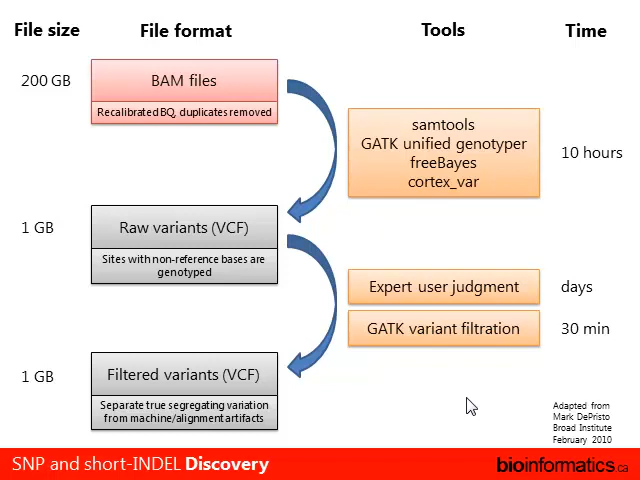 File size
File format
Tools
Time
200 GB
BAM files
Recalibrated BQ, duplicates removed
samtools
GATK unified genotyper
freeBayes
cortex_var
10 hours
1 GB
Raw variants (VCF)
Sites with non-reference bases are
genotyped
Expert user judgment
days
GATK variant filtration
30 min
1 GB
Filtered variants (VCF)
Separate true segregating variation
from machine/alignment artifacts
Adapted from
Mark DePristo
Broad Institute
February 2010
SNP and short-INDEL Discovery
bioinformatics.ca